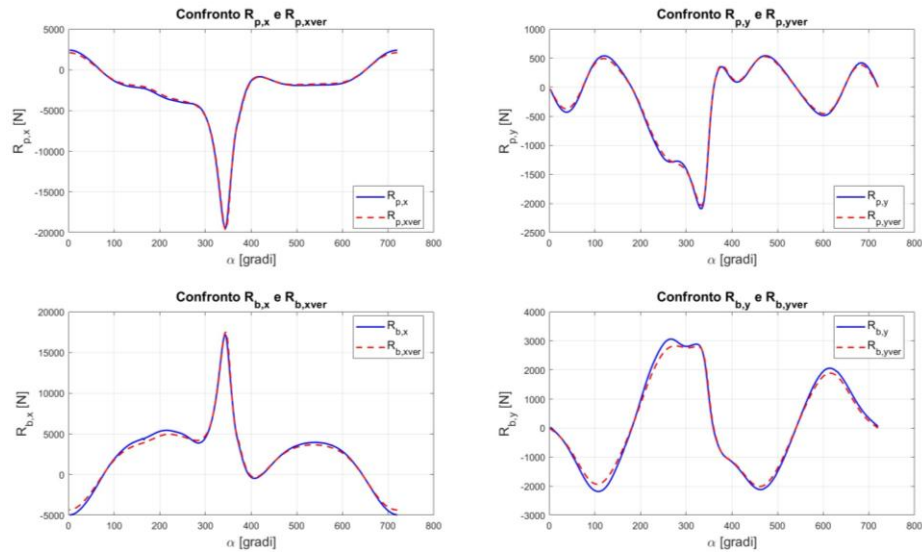 Confronto R_p,x e R_p,xver
5000
0
-5000
-10000
-15000
-20000
R_p,x [N]
R_p,x
R_p,xver
0 100 200 300 400 500 600 700 800
α [gradi]
Confronto R_p,y e R_p,yver
1000
500
0
-500
-1000
-1500
-2000
-2500
R_p,y [N]
R_p,y
R_p,yver
0 100 200 300 400 500 600 700 800
α [gradi]
Confronto R_b,x e R_b,xver
20000
15000
10000
5000
0
-5000
R_b,x [N]
R_b,x
R_b,xver
0 100 200 300 400 500 600 700 800
α [gradi]
Confronto R_b,y e R_b,yver
4000
3000
2000
1000
0
-1000
-2000
-3000
R_b,y [N]
R_b,y
R_b,yver
0 100 200 300 400 500 600 700 800
α [gradi]